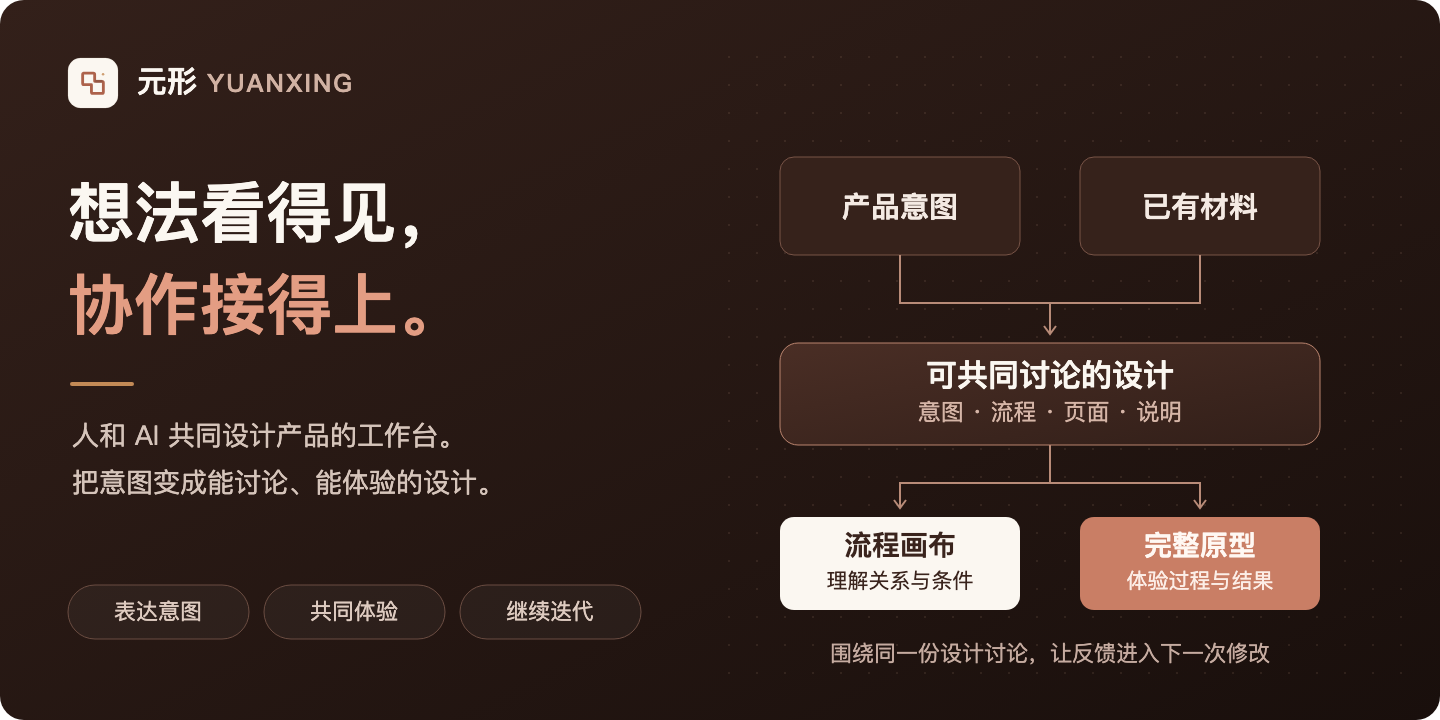 元形 YUANXING
想法看得见，
协作接得上。
人和 AI 共同设计产品的工作台。
把意图变成能讨论、能体验的设计。
表达意图
共同体验
继续迭代
产品意图
已有材料
可共同讨论的设计
意图 · 流程 · 页面 · 说明
流程画布
理解关系与条件
完整原型
体验过程与结果
围绕同一份设计讨论，让反馈进入下一次修改